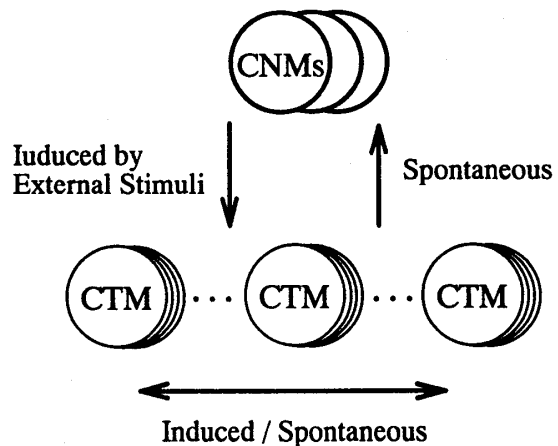 CNMs
Iuduced by
External Stimuli
Spontaneous
CTM ··· CTM ··· CTM
Induced / Spontaneous